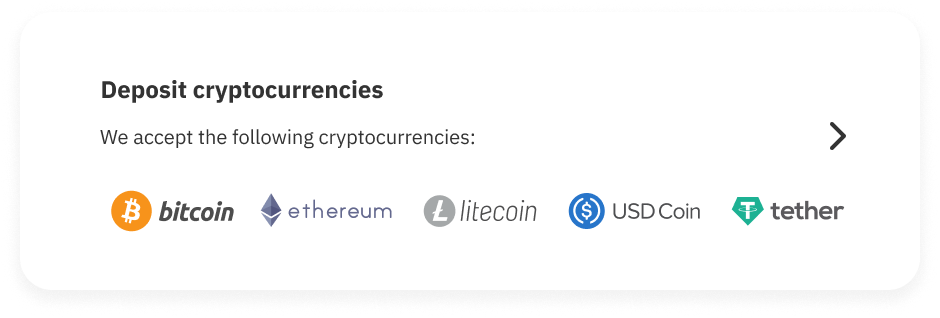 Deposit cryptocurrencies
We accept the following cryptocurrencies:
bitcoin ethereum litecoin USD Coin tether